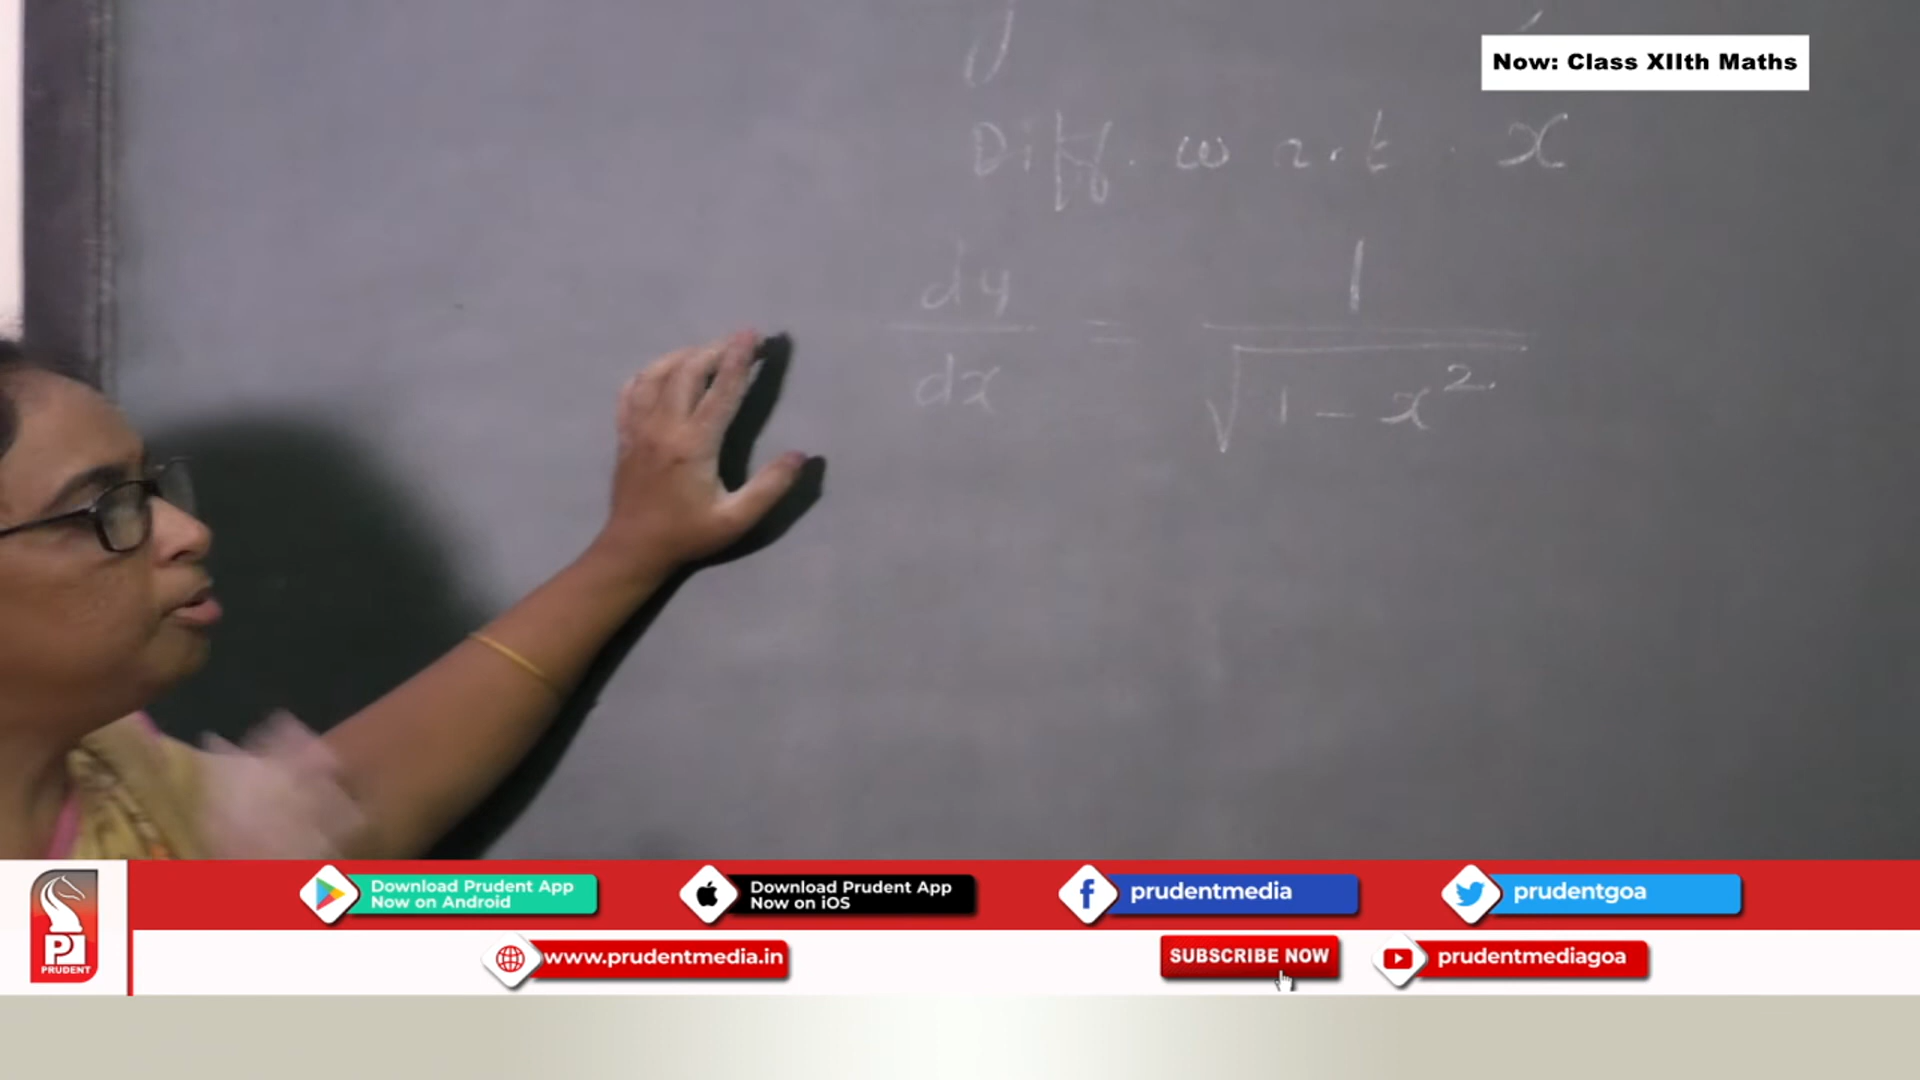 Now: Class XIIth Maths
y
Diff. w r.t. x
dy/dx = 1/√(1 - x²)
Download Prudent App
Now on Android
Download Prudent App
Now on iOS
prudentmedia
prudentgoa
PRUDENT
www.prudentmedia.in
SUBSCRIBE NOW
prudentmediagoa